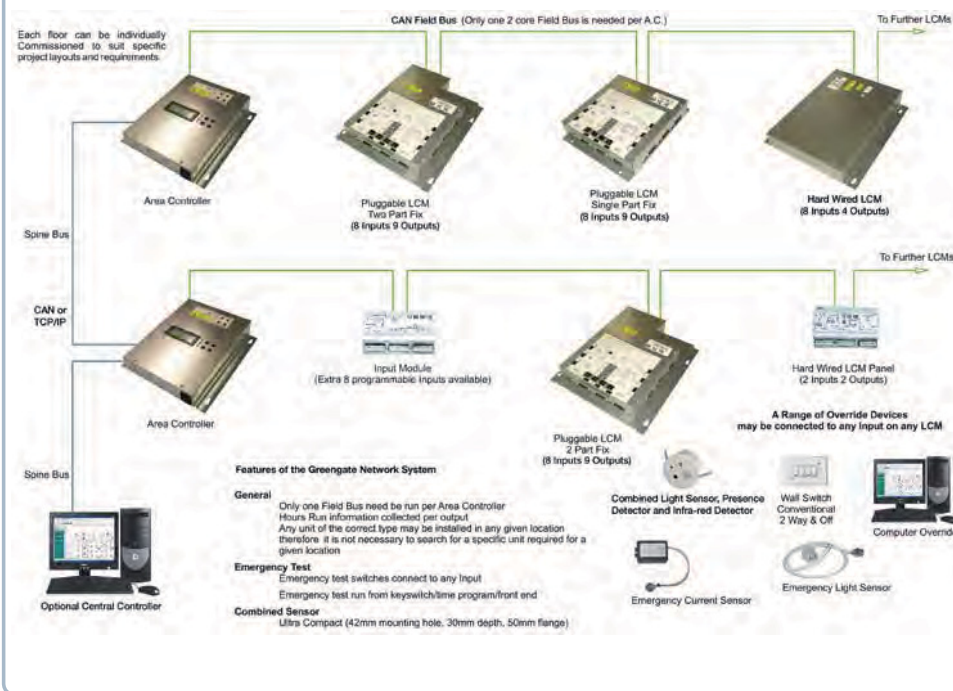 CAN Field Bus (Only one 2 core Field Bus is needed per A.C.)
To Further LCMs
Each floor can be individually
Commissioned to suit specific
project layouts and requirements.
Area Controller
Pluggable LCM
Two Part Fix
(8 Inputs 9 Outputs)
Pluggable LCM
Single Part Fix
(8 Inputs 9 Outputs)
Hard Wired LCM
(8 Inputs 4 Outputs)
Spine Bus
To Further LCMs
CAN or
TCP/IP
Input Module
(Extra 8 programmable Inputs available)
Hard Wired LCM Panel
(2 Inputs 2 Outputs)
Area Controller
Pluggable LCM
2 Part Fix
(8 Inputs 9 Outputs)
A Range of Override Devices
may be connected to any Input on any LCM
Spine Bus
Features of the Greengate Network System
General
Only one Field Bus need be run per Area Controller
Hours Run information collected per output
Any unit of the correct type may be installed in any given location
therefore it is not necessary to search for a specific unit required for a
given location
Emergency Test
Emergency test switches connect to any Input
Emergency test run from keyswitch/time program/front end
Combined Sensor
Ultra Compact (42mm mounting hole, 30mm depth, 50mm flange)
Optional Central Controller
Combined Light Sensor, Presence
Detector and Infra-red Detector
Wall Switch
Conventional
2 Way & Off
Computer Override
Emergency Current Sensor
Emergency Light Sensor